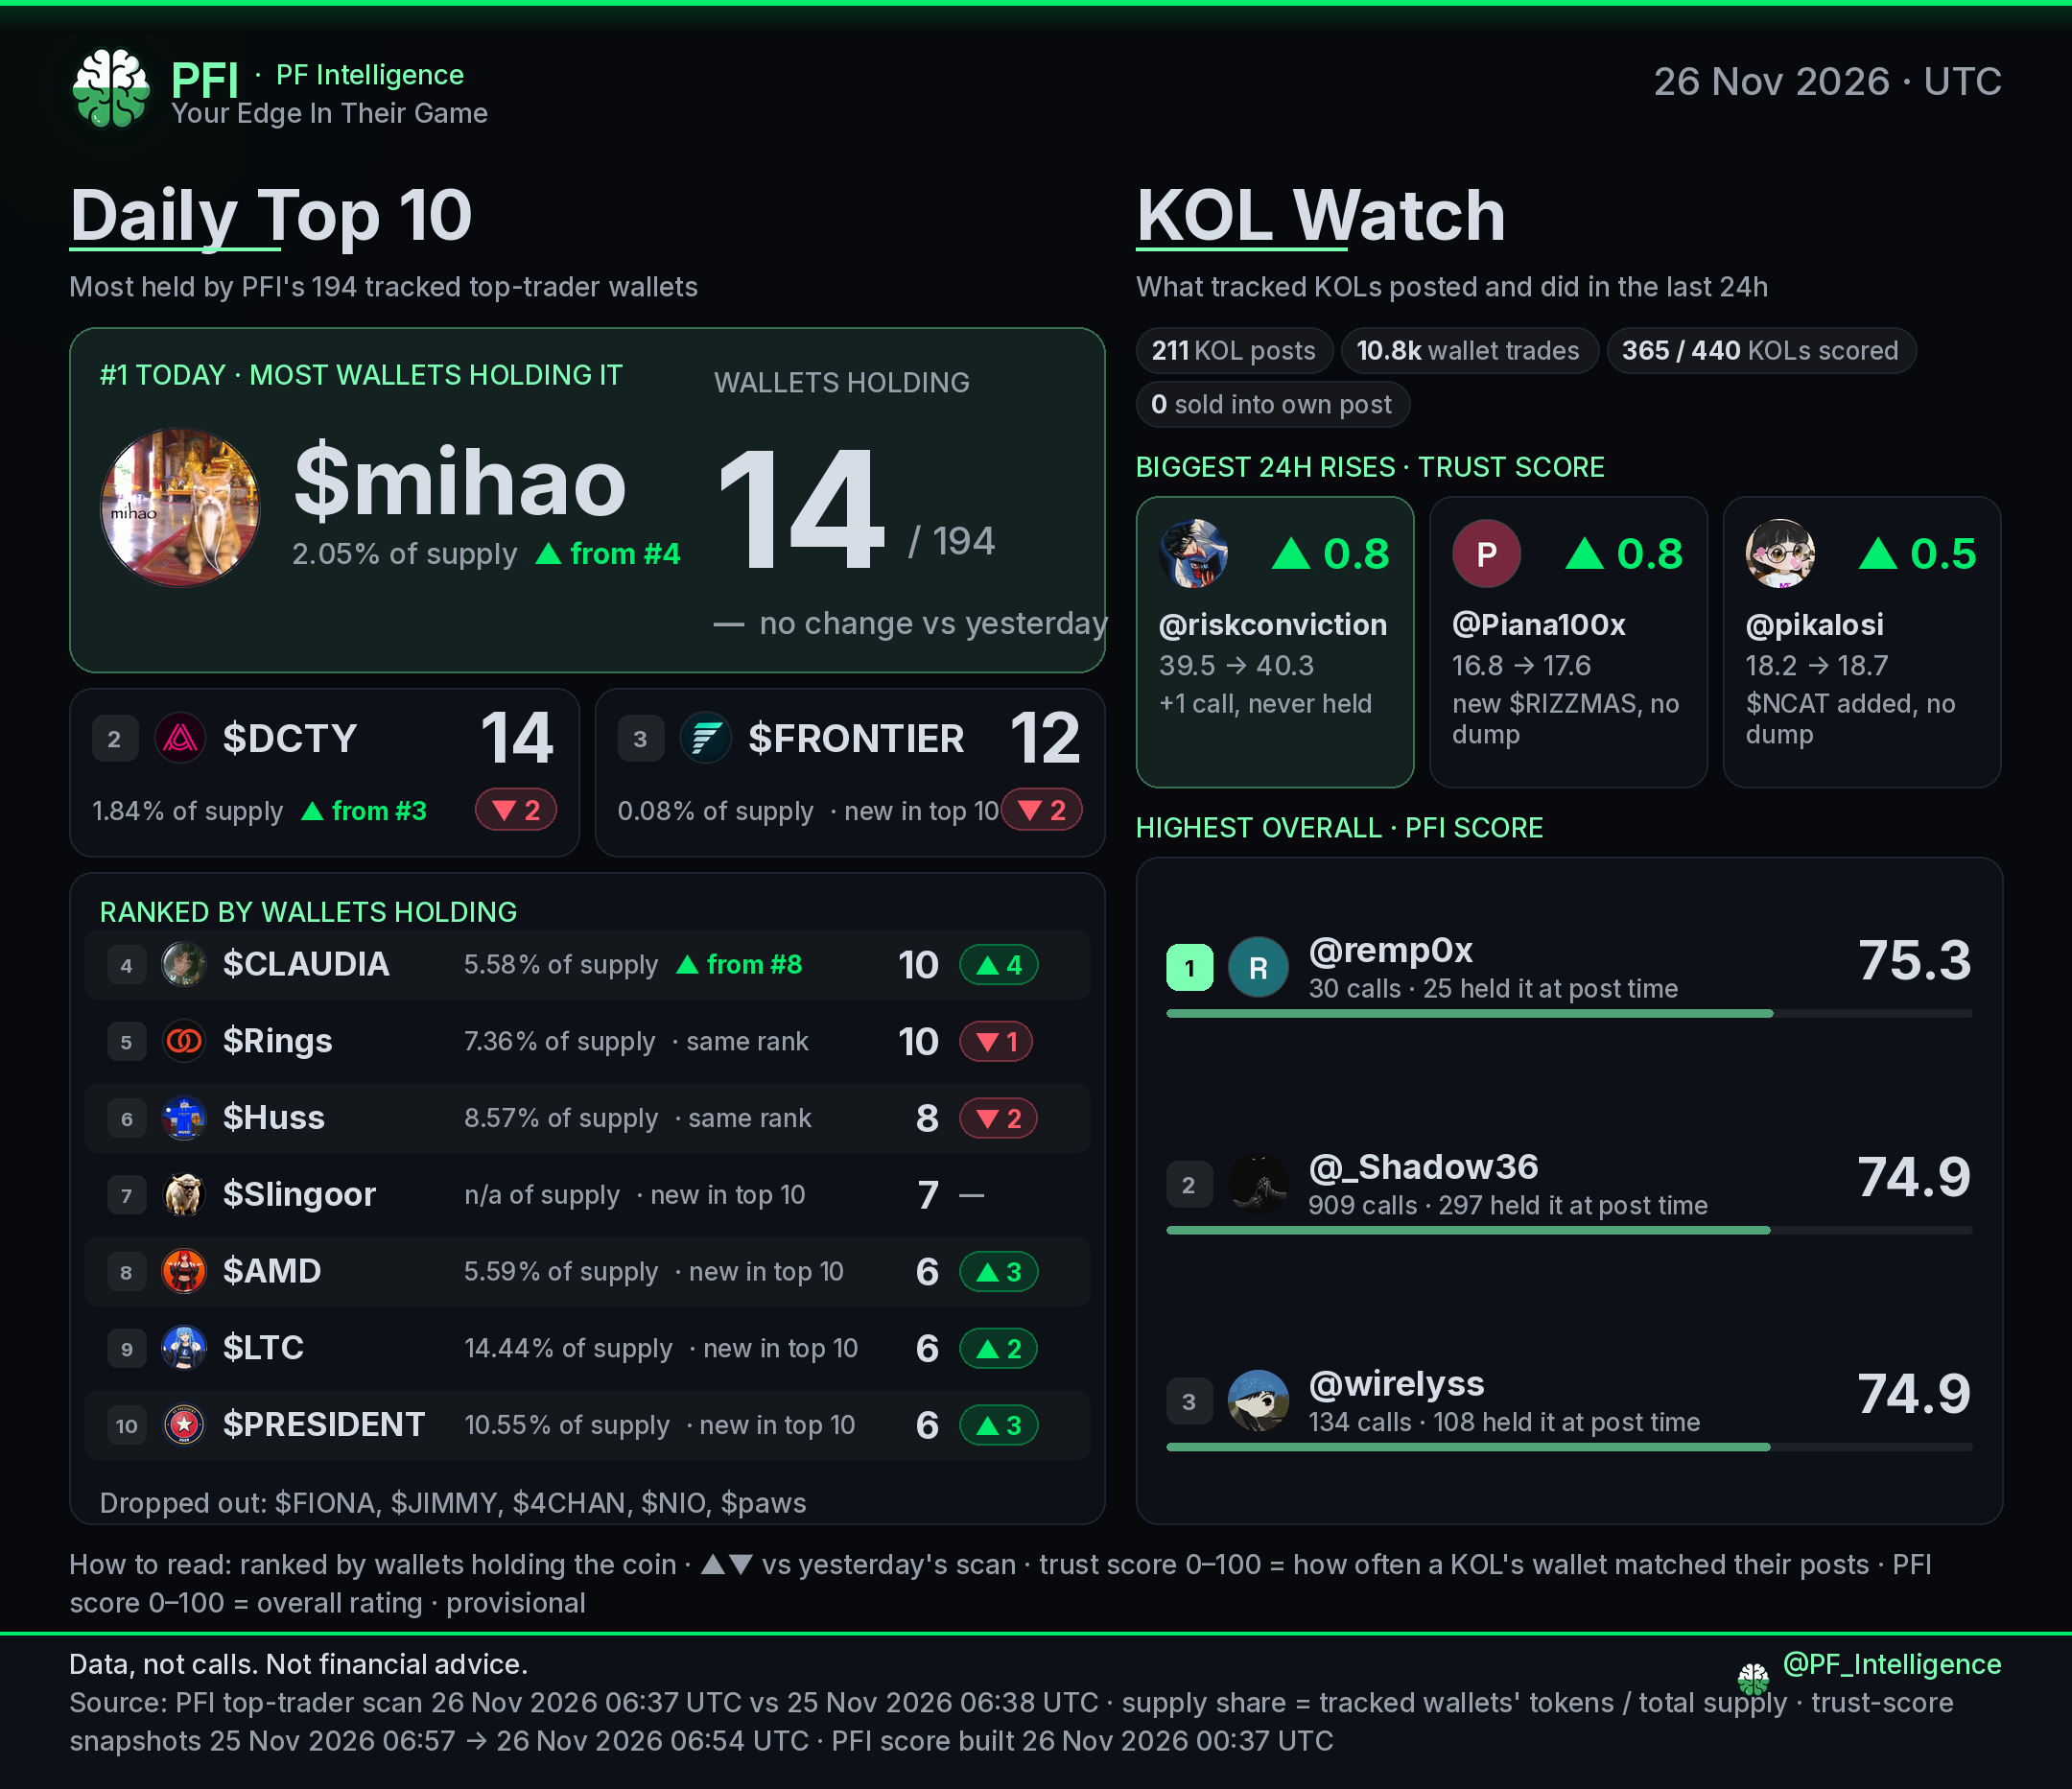 PFI · PF Intelligence
Your Edge In Their Game
26 Nov 2026 · UTC
Daily Top 10
Most held by PFI's 194 tracked top-trader wallets
#1 TODAY · MOST WALLETS HOLDING IT
WALLETS HOLDING
mihao
$mihao
2.05% of supply ▲ from #4
14 / 194
— no change vs yesterday
2 $DCTY 14
1.84% of supply ▲ from #3 ▼ 2
3 $FRONTIER 12
0.08% of supply · new in top 10 ▼ 2
RANKED BY WALLETS HOLDING
4 $CLAUDIA 5.58% of supply ▲ from #8 10 ▲ 4
5 $Rings 7.36% of supply · same rank 10 ▼ 1
6 $Huss 8.57% of supply · same rank 8 ▼ 2
7 $Slingoor n/a of supply · new in top 10 7 —
8 $AMD 5.59% of supply · new in top 10 6 ▲ 3
9 $LTC 14.44% of supply · new in top 10 6 ▲ 2
10 $PRESIDENT 10.55% of supply · new in top 10 6 ▲ 3
Dropped out: $FIONA, $JIMMY, $4CHAN, $NIO, $paws
KOL Watch
What tracked KOLs posted and did in the last 24h
211 KOL posts
10.8k wallet trades
365 / 440 KOLs scored
0 sold into own post
BIGGEST 24H RISES · TRUST SCORE
▲ 0.8
@riskconviction
39.5 → 40.3
+1 call, never held
P ▲ 0.8
@Piana100x
16.8 → 17.6
new $RIZZMAS, no
dump
▲ 0.5
@pikalosi
18.2 → 18.7
$NCAT added, no
dump
HIGHEST OVERALL · PFI SCORE
1 R @remp0x 75.3
30 calls · 25 held it at post time
2 @_Shadow36 74.9
909 calls · 297 held it at post time
3 @wirelyss 74.9
134 calls · 108 held it at post time
How to read: ranked by wallets holding the coin · ▲▼ vs yesterday's scan · trust score 0–100 = how often a KOL's wallet matched their posts · PFI
score 0–100 = overall rating · provisional
Data, not calls. Not financial advice.
@PF_Intelligence
Source: PFI top-trader scan 26 Nov 2026 06:37 UTC vs 25 Nov 2026 06:38 UTC · supply share = tracked wallets' tokens / total supply · trust-score
snapshots 25 Nov 2026 06:57 → 26 Nov 2026 06:54 UTC · PFI score built 26 Nov 2026 00:37 UTC